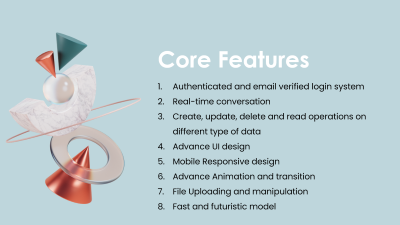 Core Features
1. Authenticated and email verified login system
2. Real-time conversation
3. Create, update, delete and read operations on
different type of data
4. Advance UI design
5. Mobile Responsive design
6. Advance Animation and transition
7. File Uploading and manipulation
8. Fast and futuristic model